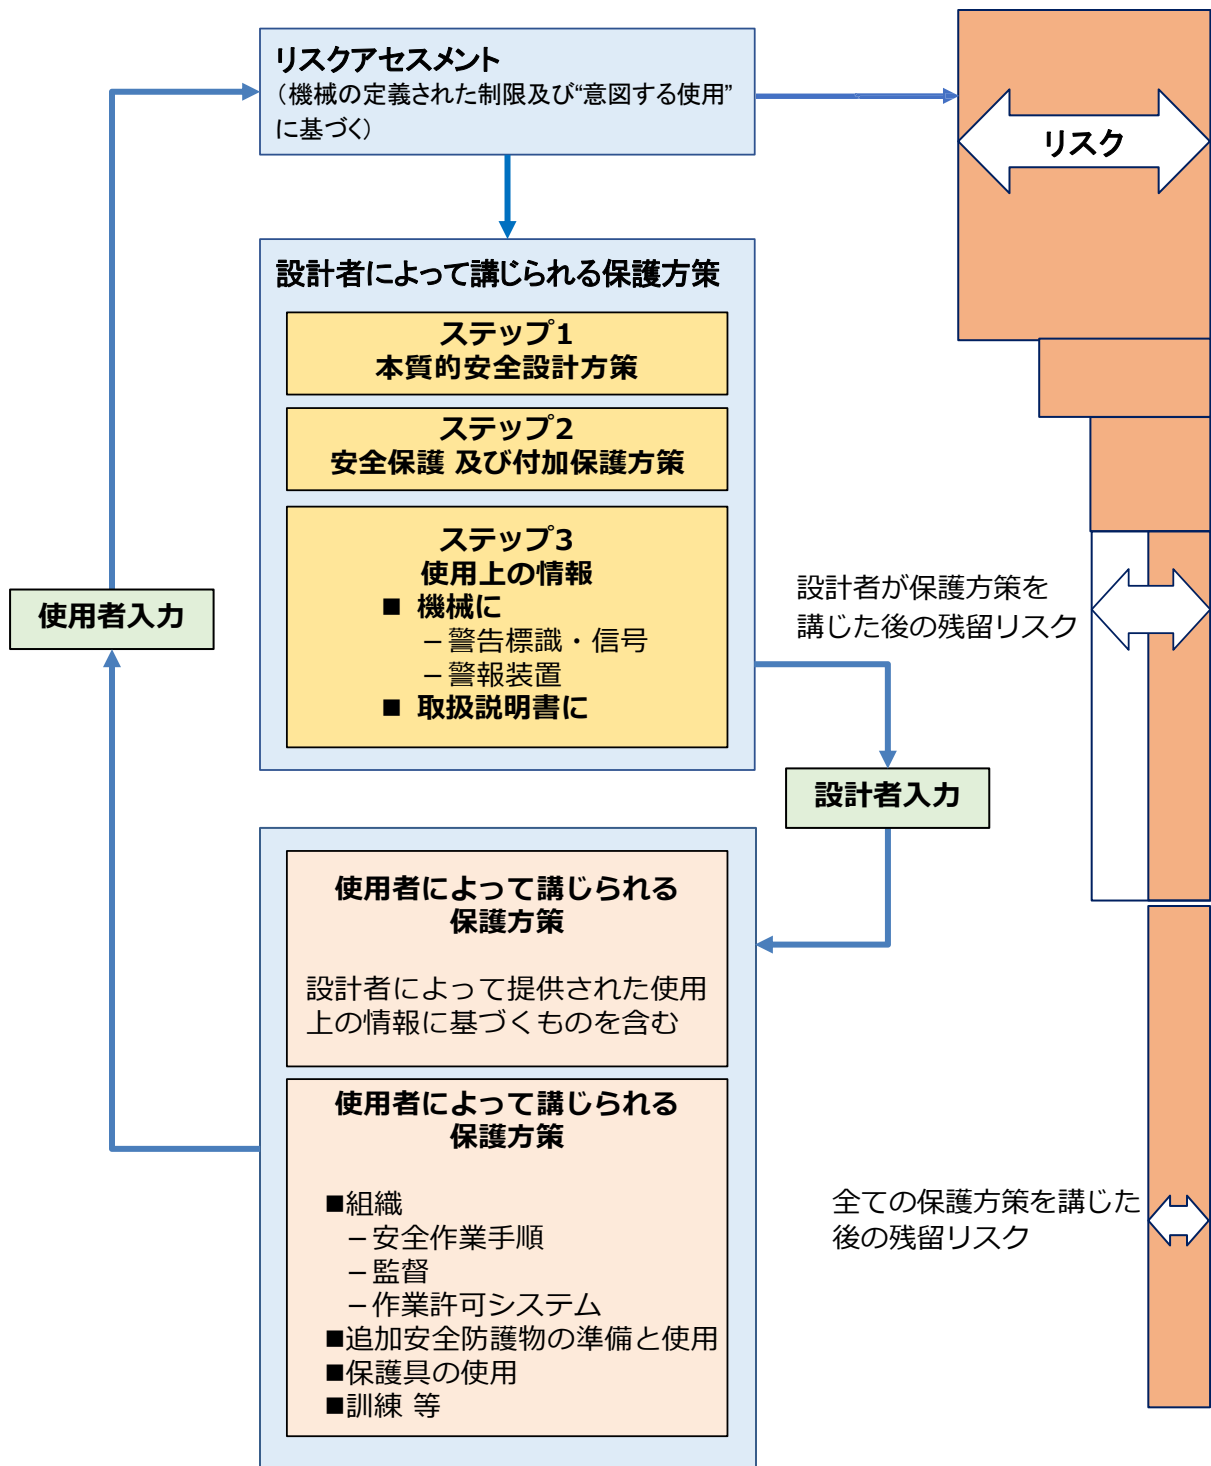 リスクアセスメント
（機械の定義された制限及び“意図する使用”
に基づく）
リスク
設計者によって講じられる保護方策
ステップ1
本質的安全設計方策
ステップ2
安全保護 及び付加保護方策
ステップ3
使用上の情報
■ 機械に
－警告標識・信号
－警報装置
■ 取扱説明書に
設計者が保護方策を
講じた後の残留リスク
使用者入力
設計者入力
使用者によって講じられる
保護方策
設計者によって提供された使用
上の情報に基づくものを含む
使用者によって講じられる
保護方策
■組織
－安全作業手順
－監督
－作業許可システム
■追加安全防護物の準備と使用
■保護具の使用
■訓練 等
全ての保護方策を講じた
後の残留リスク